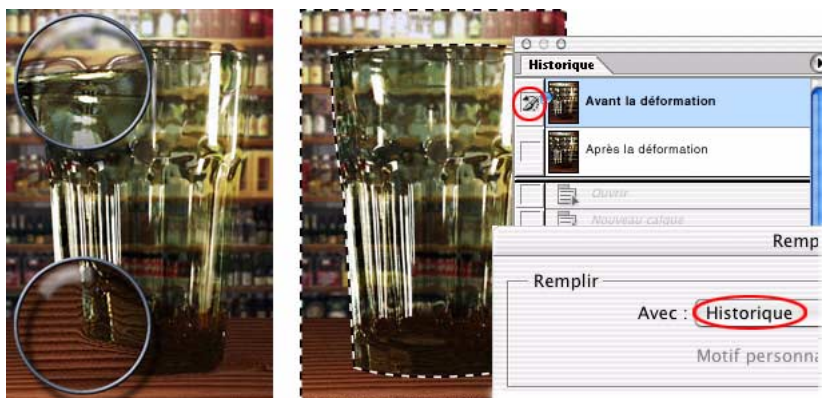 Historique
Avant la déformation
Après la déformation
Ouvrir
Nouveau calque
Remp
Remplir
Avec : Historique
Motif personna